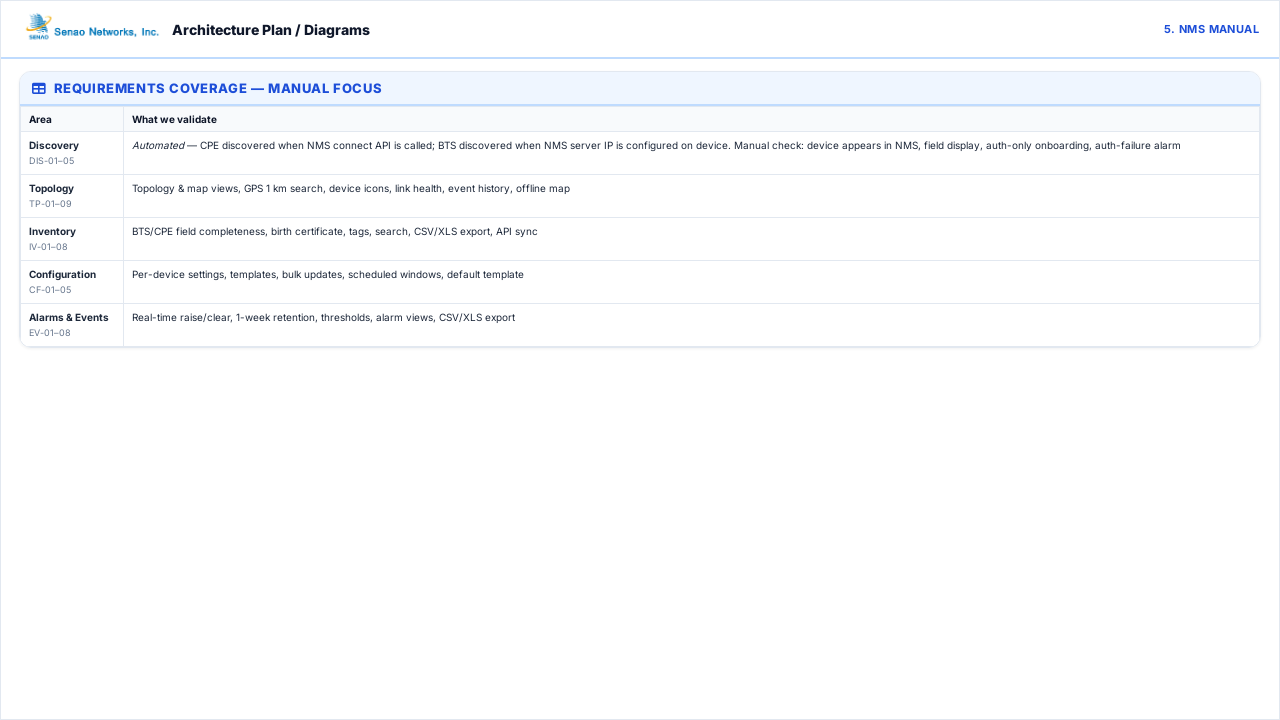 SENAO
Senao Networks, Inc.
Architecture Plan / Diagrams
5. NMS MANUAL
REQUIREMENTS COVERAGE — MANUAL FOCUS
Area
What we validate
Discovery
DIS-01–05
Automated — CPE discovered when NMS connect API is called; BTS discovered when NMS server IP is configured on device. Manual check: device appears in NMS, field display, auth-only onboarding, auth-failure alarm
Topology
TP-01–09
Topology & map views, GPS 1 km search, device icons, link health, event history, offline map
Inventory
IV-01–08
BTS/CPE field completeness, birth certificate, tags, search, CSV/XLS export, API sync
Configuration
CF-01–05
Per-device settings, templates, bulk updates, scheduled windows, default template
Alarms & Events
EV-01–08
Real-time raise/clear, 1-week retention, thresholds, alarm views, CSV/XLS export